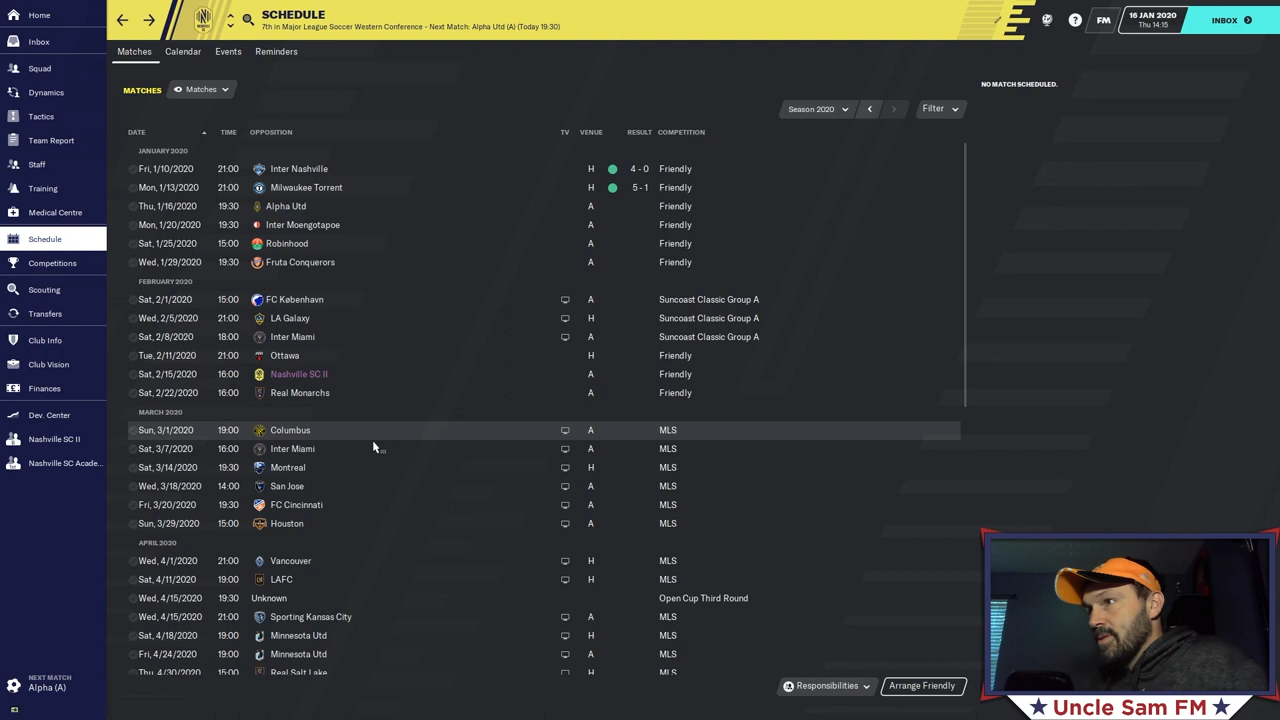 SCHEDULE
7th in Major League Soccer Western Conference - Next Match: Alpha Utd (A) (Today 19:30)
FM
16 JAN 2020
Thu 14:15
INBOX
Home
Inbox
Squad
Dynamics
Tactics
Team Report
Staff
Training
Medical Centre
Schedule
Competitions
Scouting
Transfers
Club Info
Club Vision
Finances
Dev. Center
Nashville SC II
Nashville SC Acade...
NEXT MATCH
Alpha (A)
Matches Calendar Events Reminders
MATCHES Matches
Season 2020 Filter
DATE TIME OPPOSITION TV VENUE RESULT COMPETITION
JANUARY 2020
Fri, 1/10/2020 21:00 Inter Nashville H 4 - 0 Friendly
Mon, 1/13/2020 21:00 Milwaukee Torrent H 5 - 1 Friendly
Thu, 1/16/2020 19:30 Alpha Utd A Friendly
Mon, 1/20/2020 19:30 Inter Moengotapoe A Friendly
Sat, 1/25/2020 15:00 Robinhood A Friendly
Wed, 1/29/2020 19:30 Fruta Conquerors A Friendly
FEBRUARY 2020
Sat, 2/1/2020 15:00 FC København A Suncoast Classic Group A
Wed, 2/5/2020 21:00 LA Galaxy H Suncoast Classic Group A
Sat, 2/8/2020 18:00 Inter Miami A Suncoast Classic Group A
Tue, 2/11/2020 21:00 Ottawa H Friendly
Sat, 2/15/2020 16:00 Nashville SC II A Friendly
Sat, 2/22/2020 16:00 Real Monarchs A Friendly
MARCH 2020
Sun, 3/1/2020 19:00 Columbus A MLS
Sat, 3/7/2020 16:00 Inter Miami A MLS
Sat, 3/14/2020 19:30 Montreal H MLS
Wed, 3/18/2020 14:00 San Jose A MLS
Fri, 3/20/2020 19:30 FC Cincinnati A MLS
Sun, 3/29/2020 15:00 Houston A MLS
APRIL 2020
Wed, 4/1/2020 21:00 Vancouver H MLS
Sat, 4/11/2020 19:00 LAFC H MLS
Wed, 4/15/2020 19:30 Unknown Open Cup Third Round
Wed, 4/15/2020 21:00 Sporting Kansas City A MLS
Sat, 4/18/2020 19:00 Minnesota Utd H MLS
Fri, 4/24/2020 19:00 Minnesota Utd A MLS
Thu, 4/30/2020 15:00 Real Salt Lake H MLS
Responsibilities Arrange Friendly
NO MATCH SCHEDULED.
Uncle Sam FM